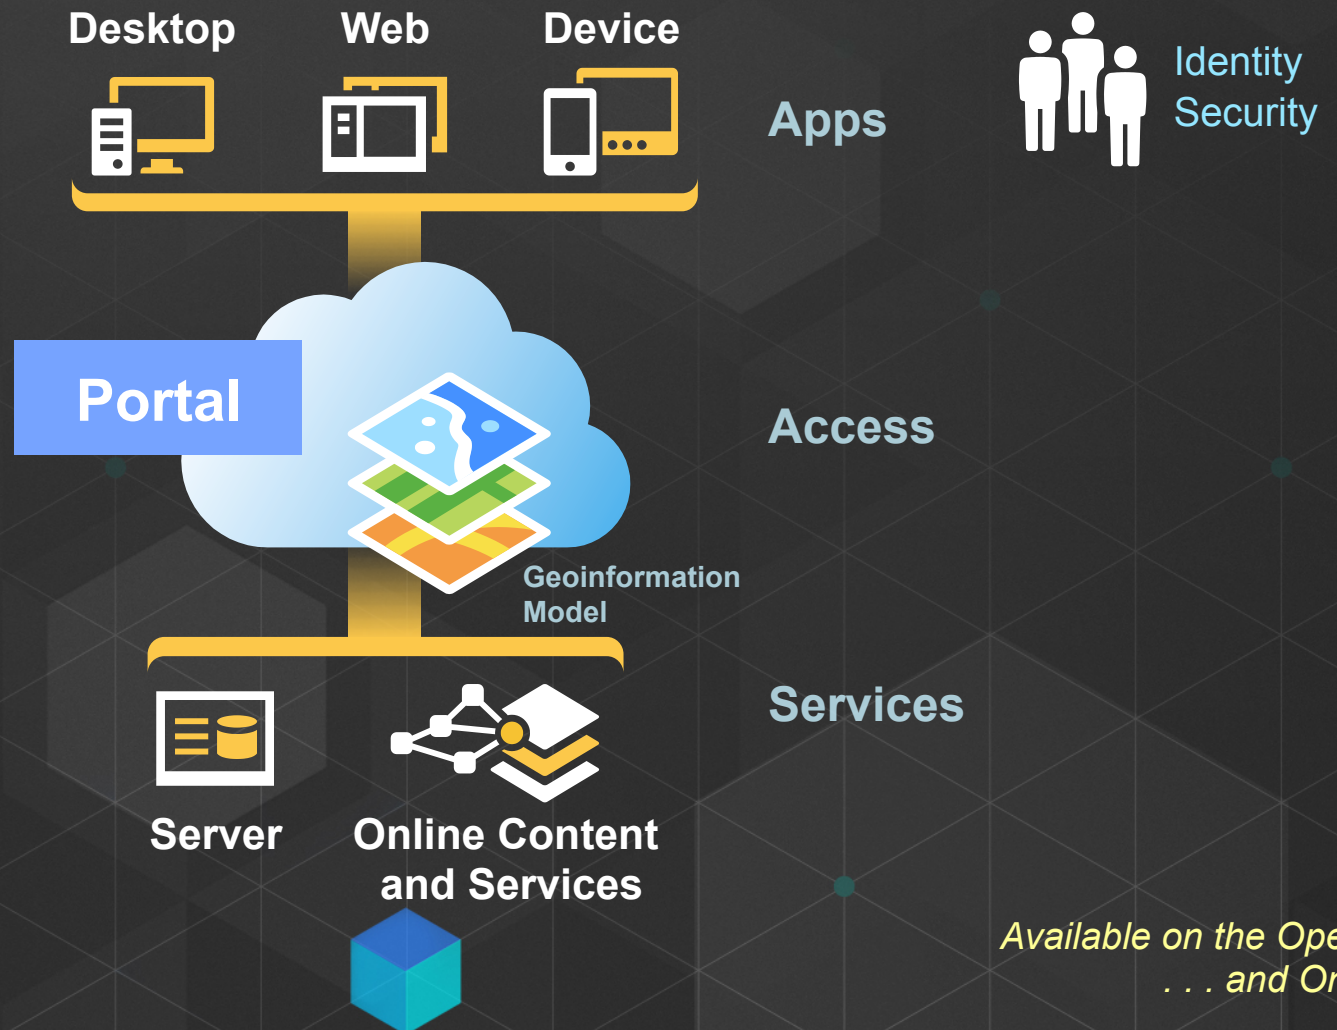 Desktop
Web
Device
Identity
Security
Apps
Portal
Access
Geoinformation
Model
Services
Server
Online Content
and Services
Available on the
. . . and